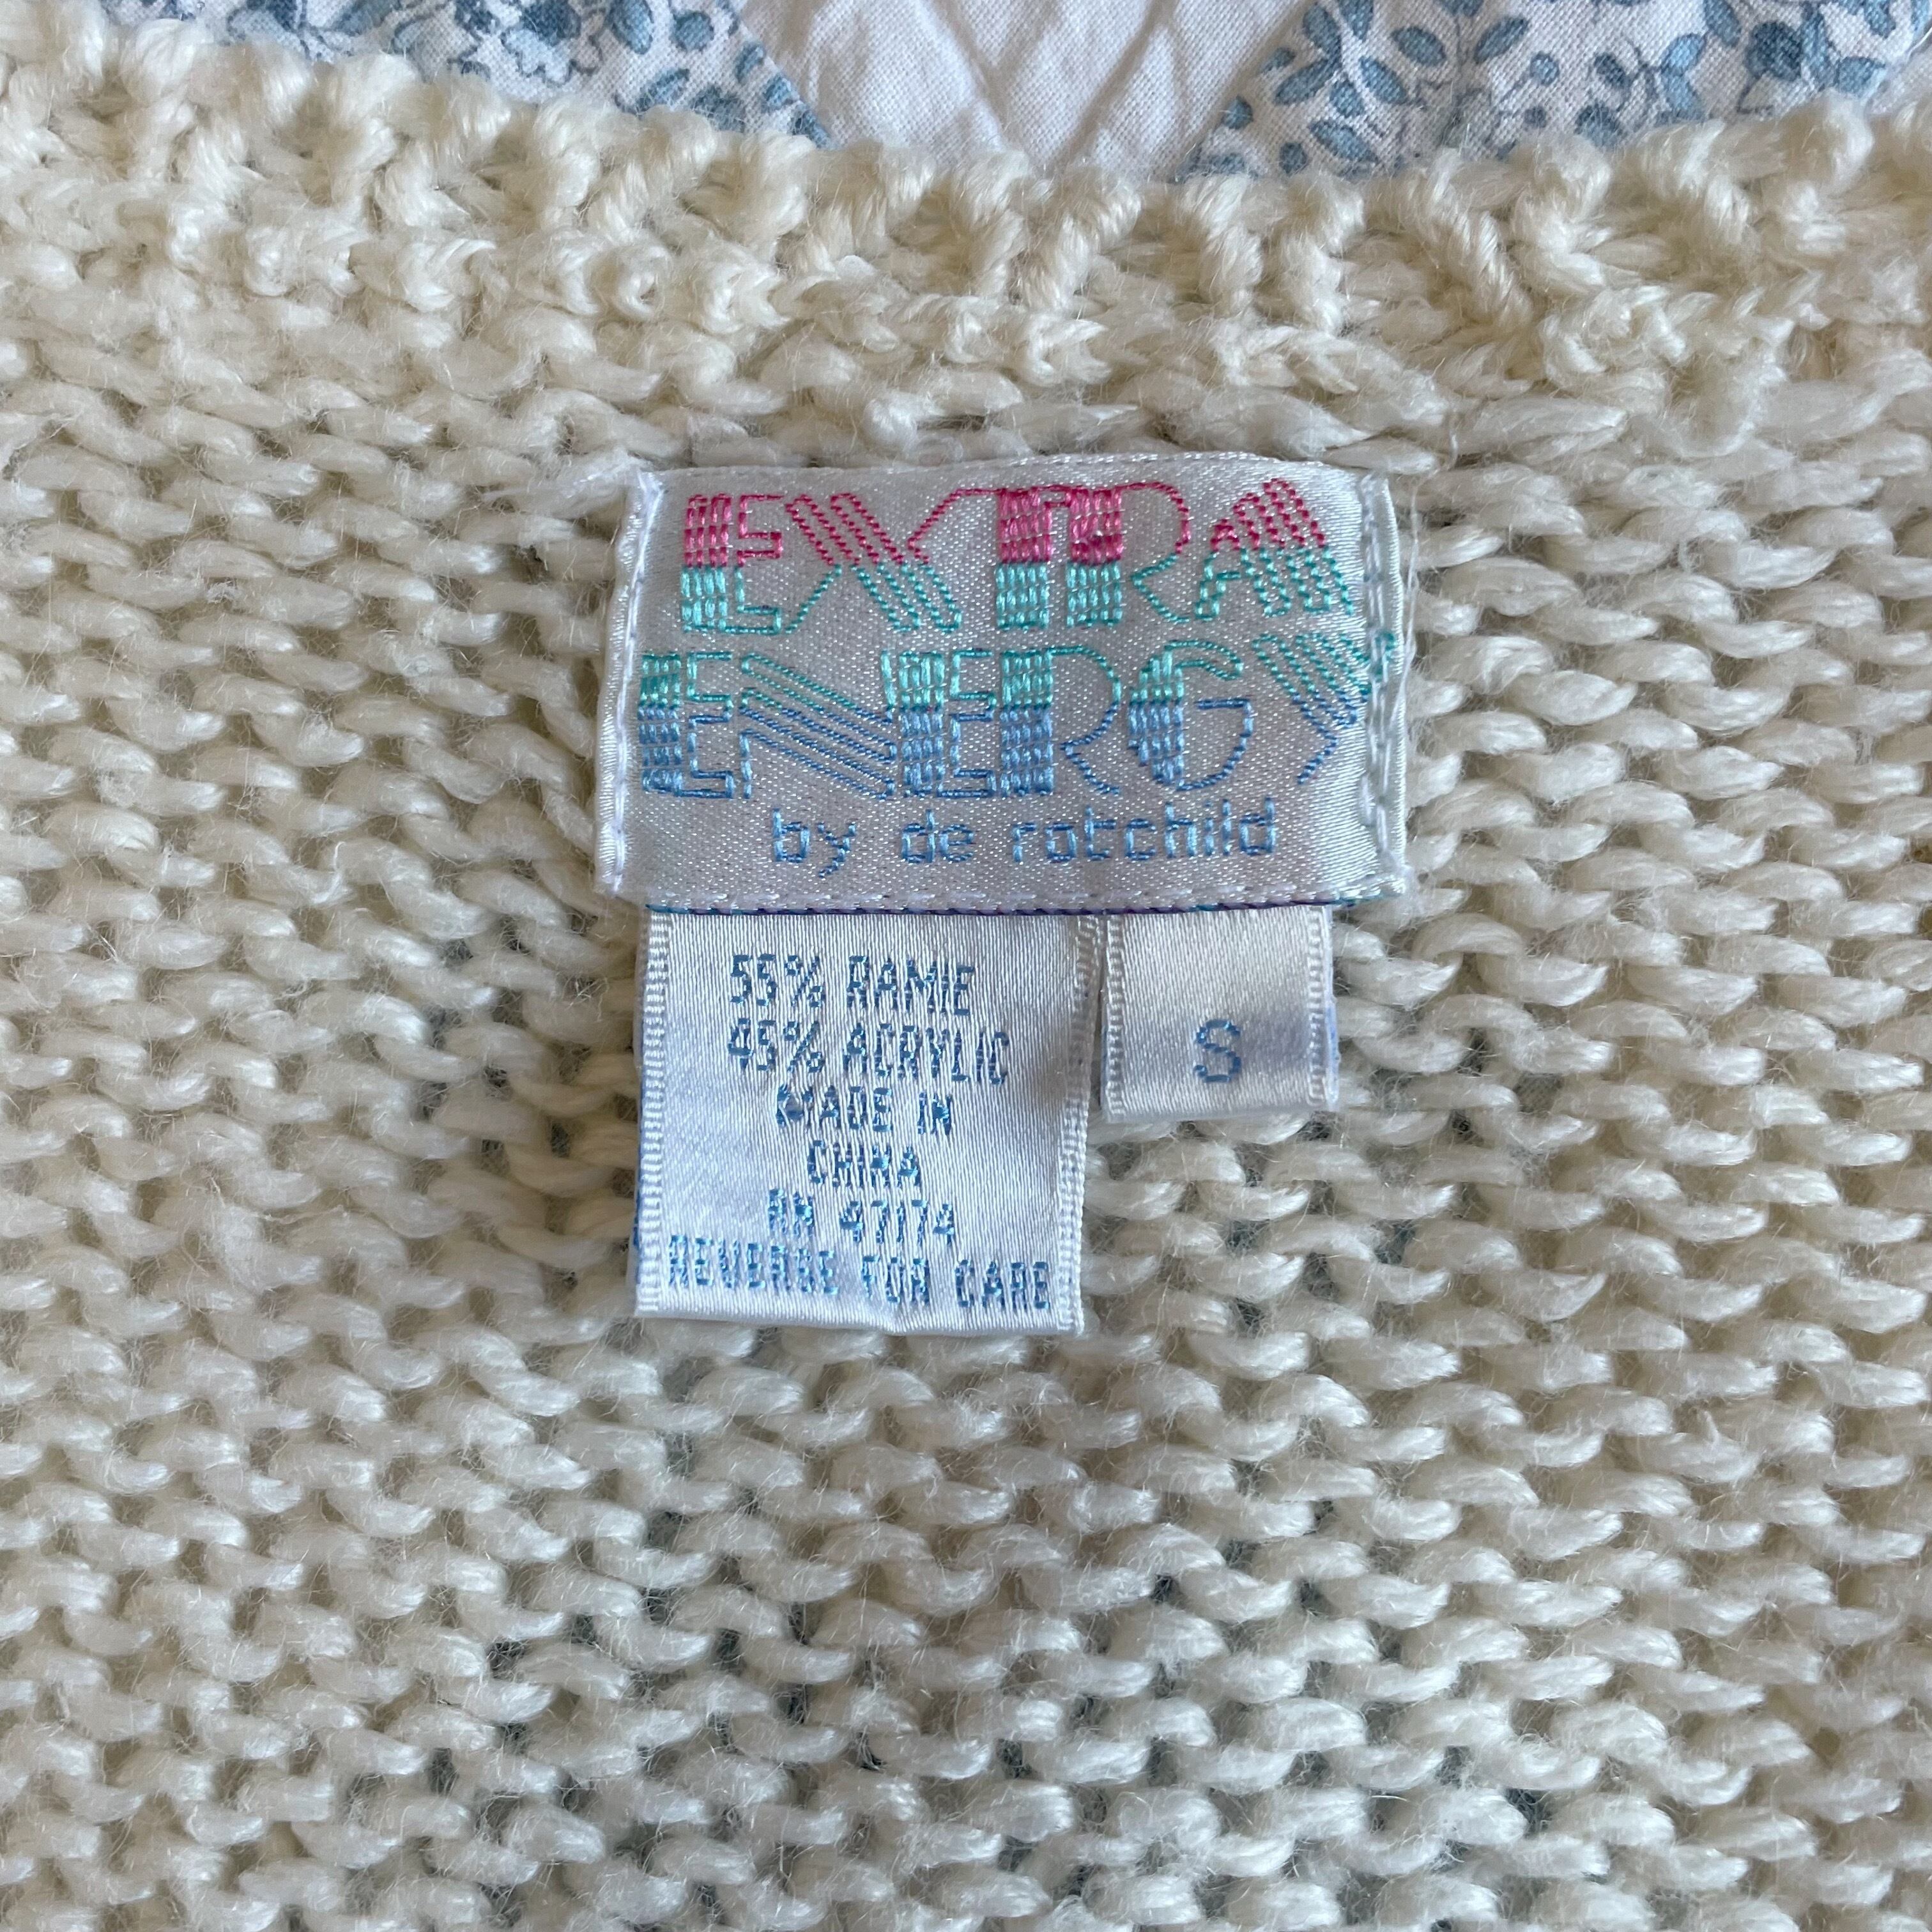 EXTRA
ENERGY
by de rotchild
55% RAMIE
45% ACRYLIC
MADE IN
CHINA
RN 47174
REVERSE FOR CARE
S